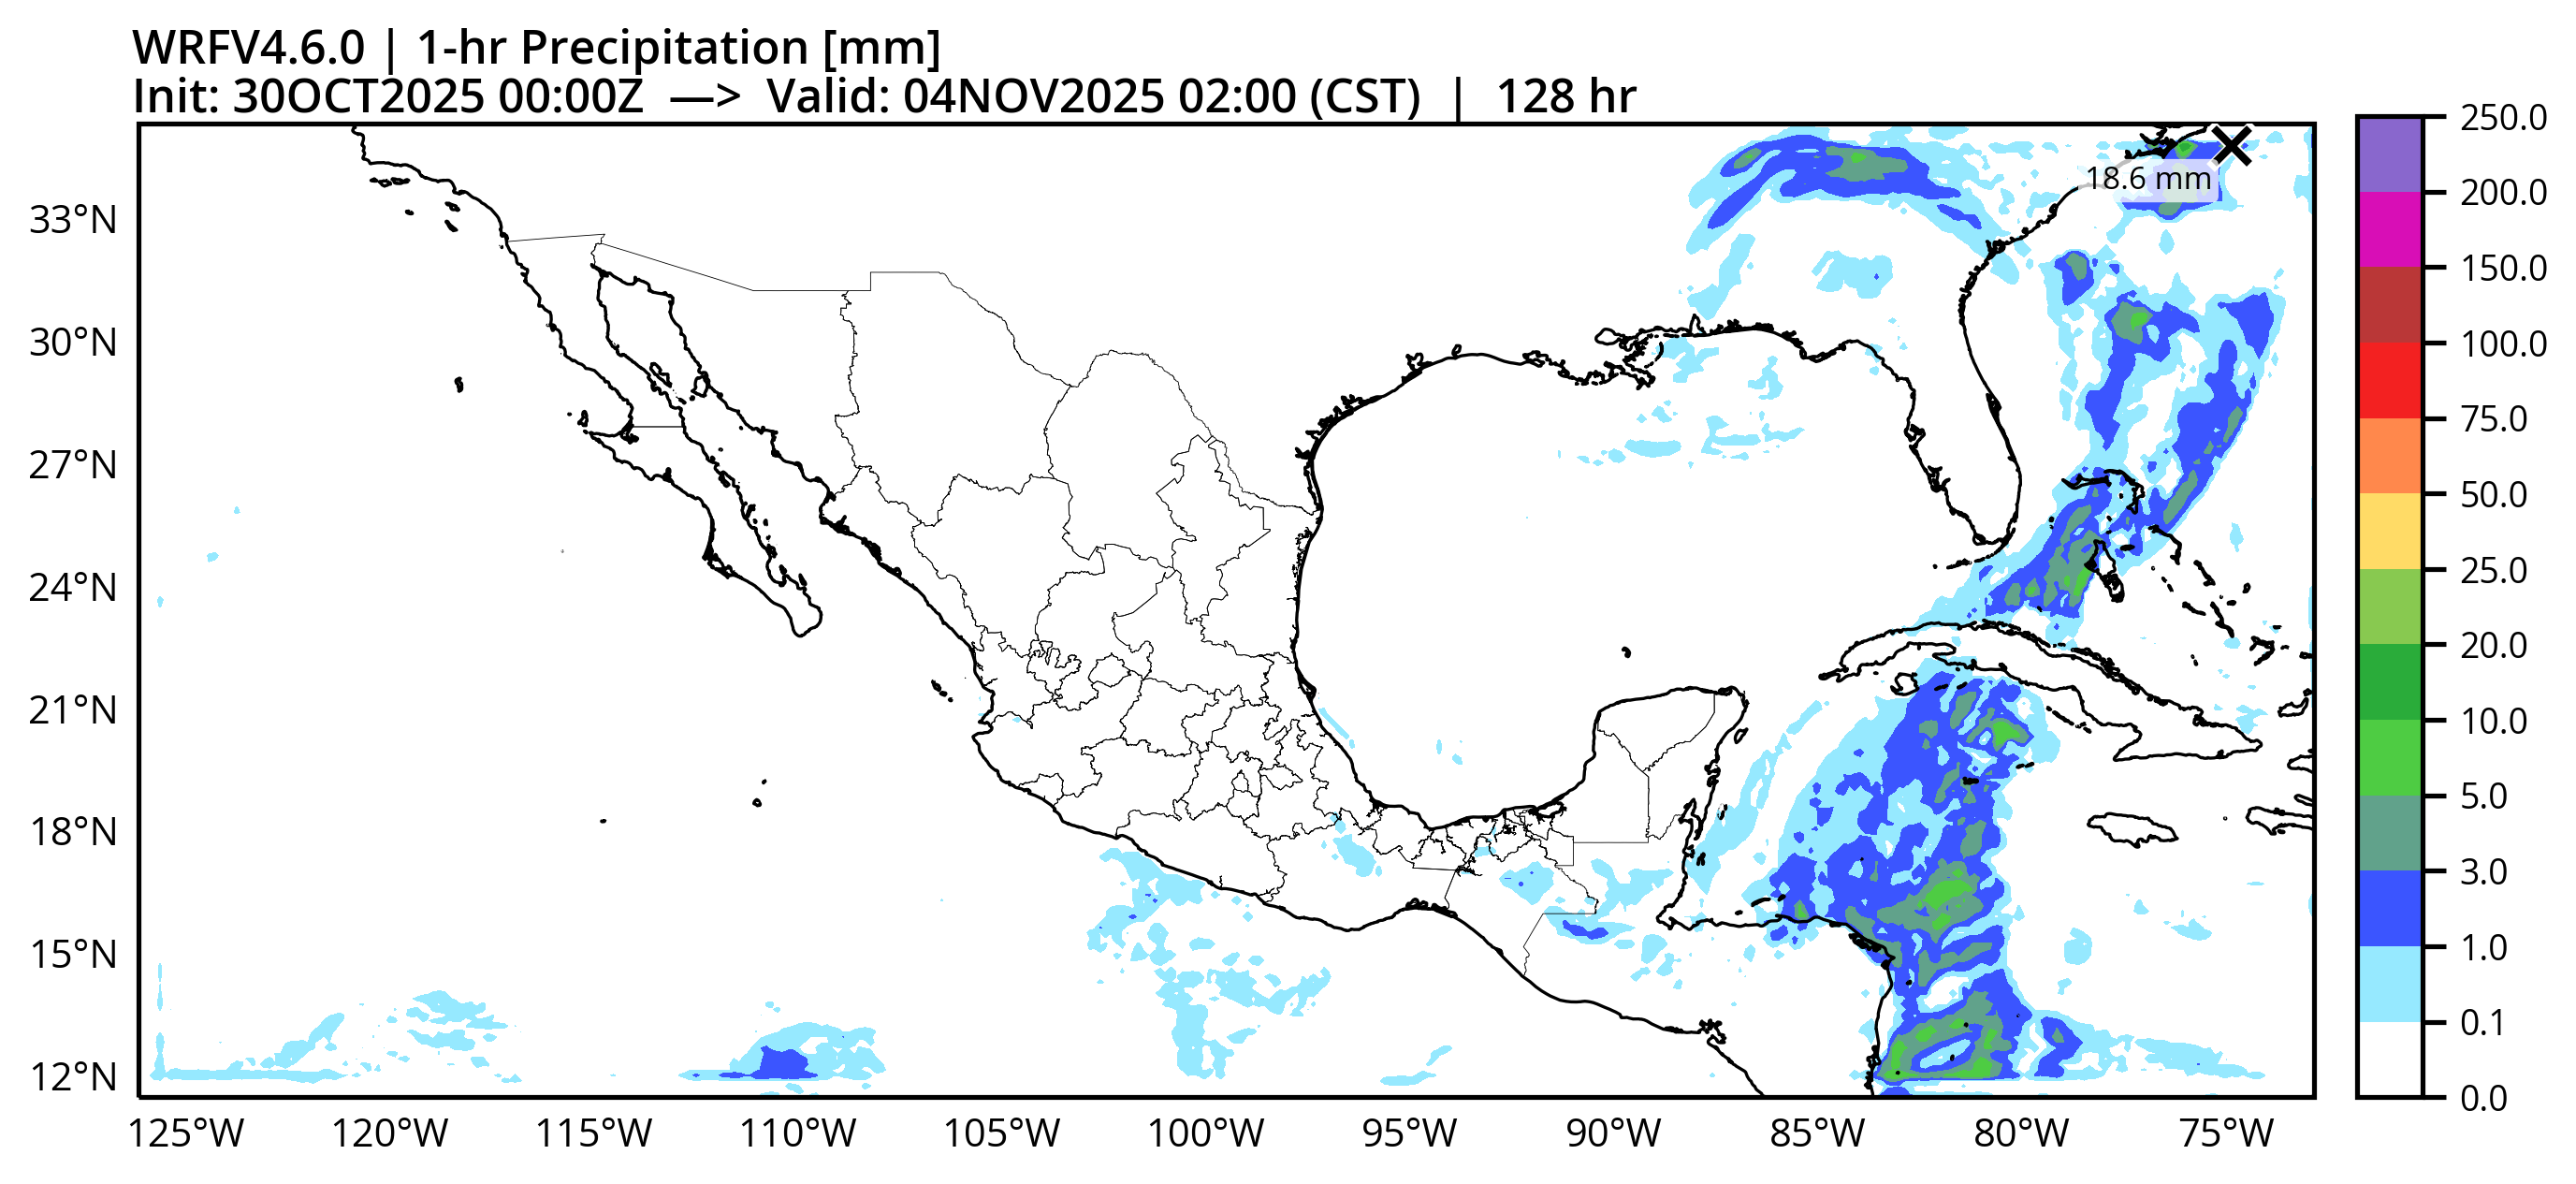 WRFV4.6.0 | 1-hr Precipitation [mm]
Init: 30OCT2025 00:00Z —> Valid: 04NOV2025 02:00 (CST) | 128 hr
18.6 mm
33°N
30°N
27°N
24°N
21°N
18°N
15°N
12°N
125°W 120°W 115°W 110°W 105°W 100°W 95°W 90°W 85°W 80°W 75°W
250.0
200.0
150.0
100.0
75.0
50.0
25.0
20.0
10.0
5.0
3.0
1.0
0.1
0.0